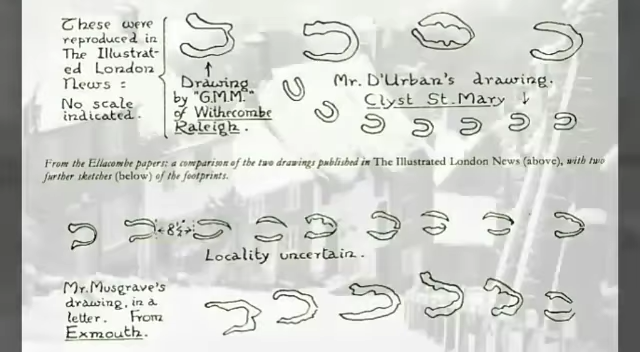 These were
reproduced in
The Illustrat-
ed London
News :
No scale
indicated.
Drawing
by "G.M.M."
of Withecombe
Raleigh.
Mr. D'Urban's drawing.
Clyst St. Mary
From the Ellacombe papers: a comparison of the two drawings published in The Illustrated London News (above), with two
further sketches (below) of the footprints.
Locality uncertain.
Mr. Musgrave's
drawing, in a
letter. From
Exmouth.